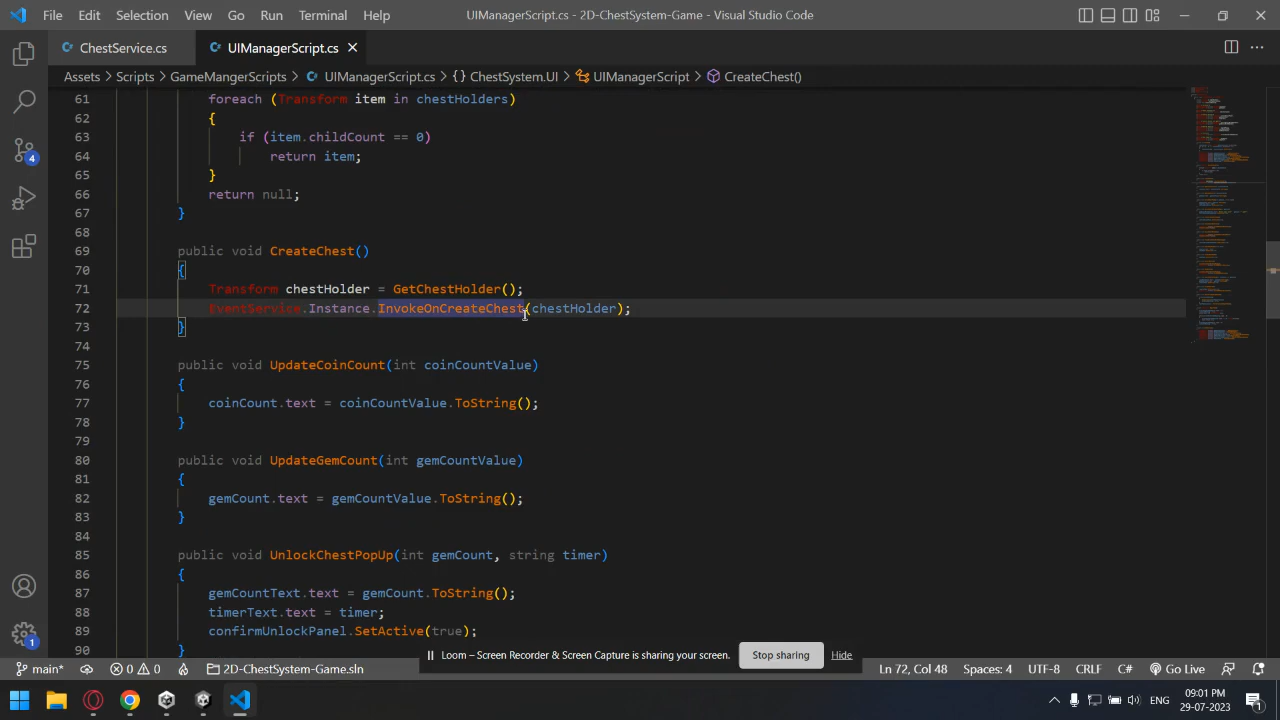 File Edit Selection View Go Run Terminal Help UIManagerScript.cs - 2D-ChestSystem-Game - Visual Studio Code
ChestService.cs UIManagerScript.cs
Assets > Scripts > GameMangerScripts > UIManagerScript.cs > {} ChestSystem.UI > UIManagerScript > CreateChest()
61 foreach (Transform item in chestHolders)
62 {
63 if (item.childCount == 0)
64 return item;
65 }
66 return null;
67 }
68
69 public void CreateChest()
70 {
71 Transform chestHolder = GetChestHolder();
72 EventService.Instance.InvokeOnCreateChest(chestHolder);
73 }
74
75 public void UpdateCoinCount(int coinCountValue)
76 {
77 coinCount.text = coinCountValue.ToString();
78 }
79
80 public void UpdateGemCount(int gemCountValue)
81 {
82 gemCount.text = gemCountValue.ToString();
83 }
84
85 public void UnlockChestPopUp(int gemCount, string timer)
86 {
87 gemCountText.text = gemCount.ToString();
88 timerText.text = timer;
89 confirmUnlockPanel.SetActive(true);
90 }
4
1
Loom – Screen Recorder & Screen Capture is sharing your screen. Stop sharing Hide
main* 0 0 2D-ChestSystem-Game.sln Ln 72, Col 48 Spaces: 4 UTF-8 CRLF C# Go Live
ENG 09:01 PM
29-07-2023
1